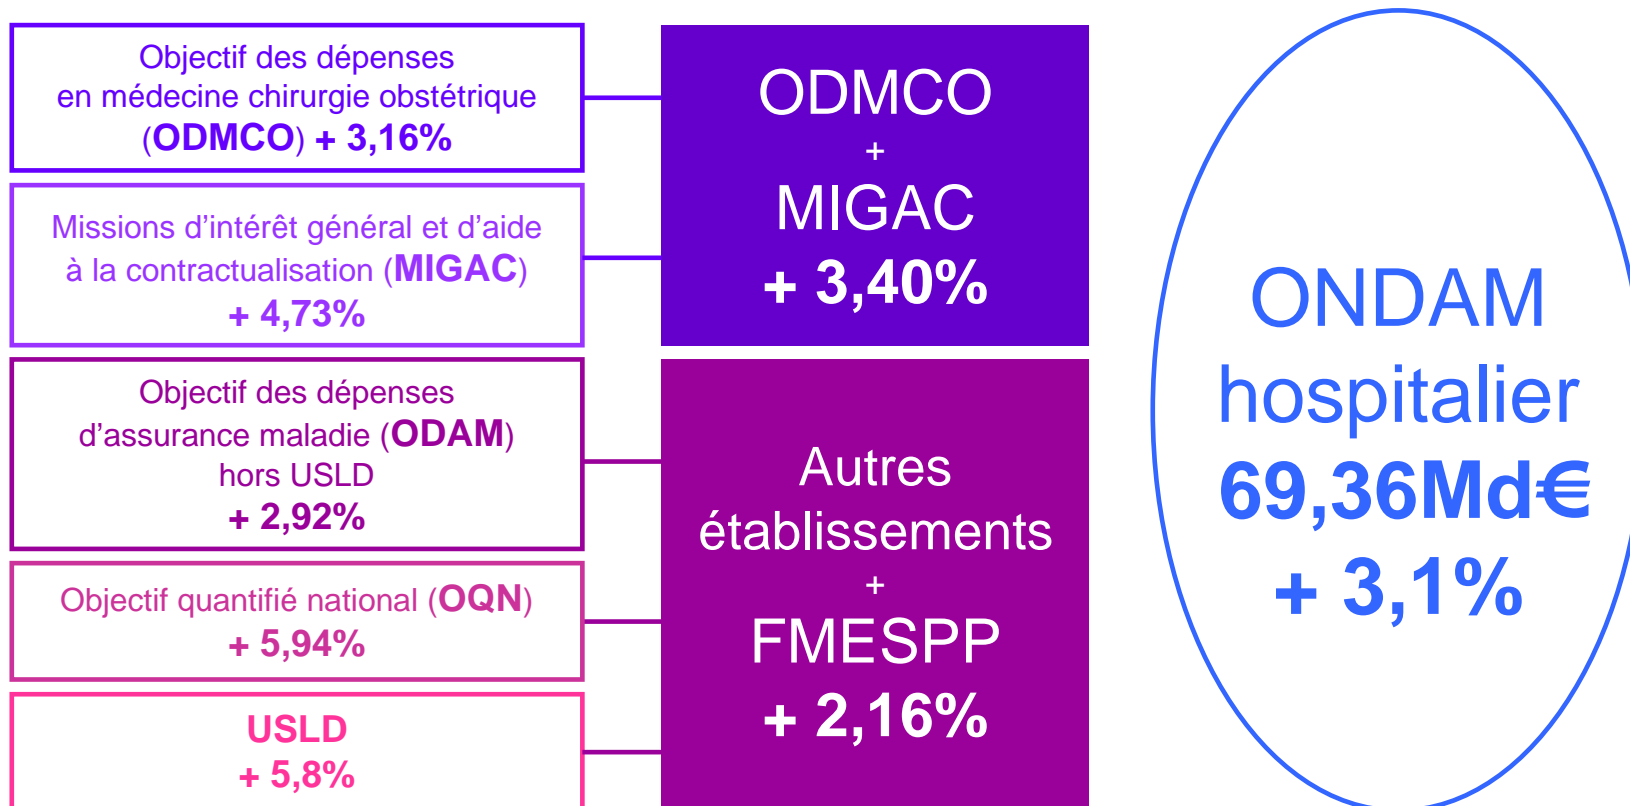 Objectif des dépenses
en médecine chirurgie obstétrique
(ODMCO) + 3,16%
Missions d’intérêt général et d’aide
à la contractualisation (MIGAC)
+ 4,73%
Objectif des dépenses
d’assurance maladie (ODAM)
hors USLD
+ 2,92%
Objectif quantifié national (OQN)
+ 5,94%
USLD
+ 5,8%
ODMCO
+
MIGAC
+ 3,40%
Autres
établissements
+
FMESPP
+ 2,16%
ONDAM
hospitalier
69,36Md€
+ 3,1%